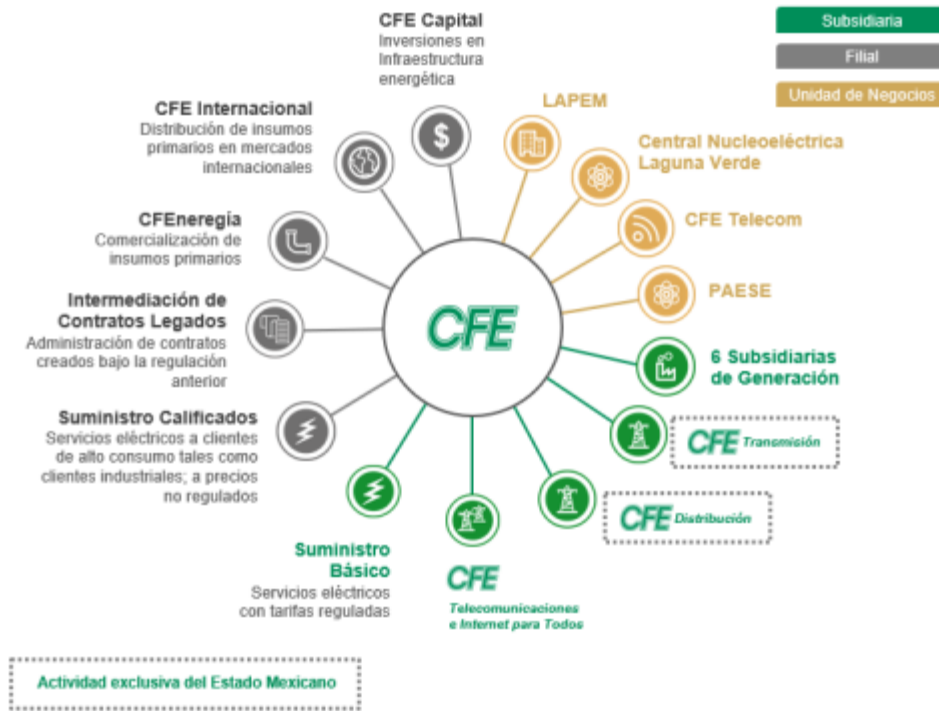 CFE Capital
Inversiones en
Infraestructura
energética
Subsidiaria
Filial
Unidad de Negocios
CFE Internacional
Distribución de insumos
primarios en mercados
internacionales
LAPEM
Central Nucleoeléctrica
Laguna Verde
CFEneregía
Comercialización de
insumos primarios
CFE Telecom
Intermediación de
Contratos Legados
Administración de contratos
creados bajo la regulación
anterior
PAESE
$
CFE
6 Subsidiarias
de Generación
Suministro Calificados
Servicios eléctricos a clientes
de alto consumo tales como
clientes industriales; a precios
no regulados
CFE Transmisión
CFE Distribución
Suministro
Básico
Servicios eléctricos
con tarifas reguladas
CFE
Telecomunicaciones
e Internet para Todos
Actividad exclusiva del Estado Mexicano